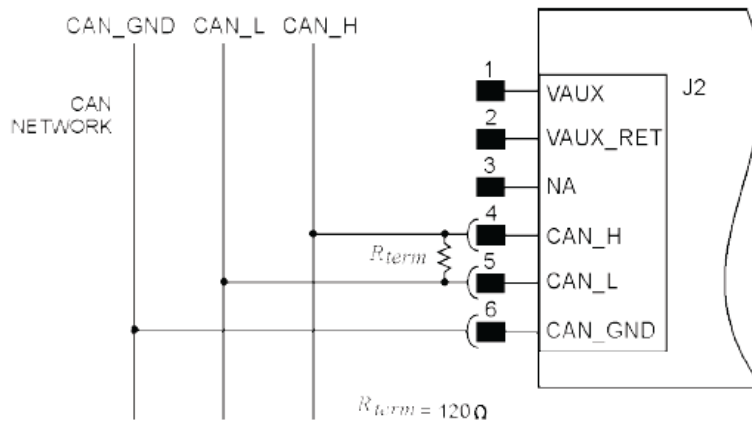 CAN_GND CAN_L CAN_H
CAN
NETWORK
1
VAUX
J2
2
VAUX_RET
3
NA
4
CAN_H
Rterm
5
CAN_L
6
CAN_GND
Rterm = 120Ω